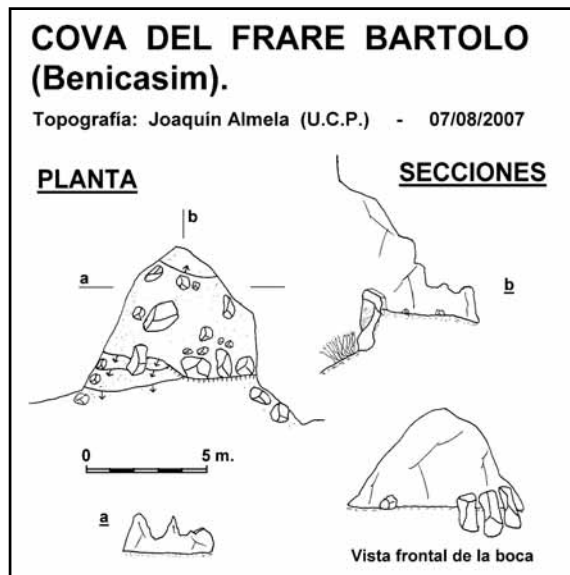 COVA DEL FRARE BARTOLO
(Benicasim).
Topografía: Joaquín Almela (U.C.P.) - 07/08/2007
PLANTA
SECCIONES
b
a
b
0 5 m.
a
Vista frontal de la boca